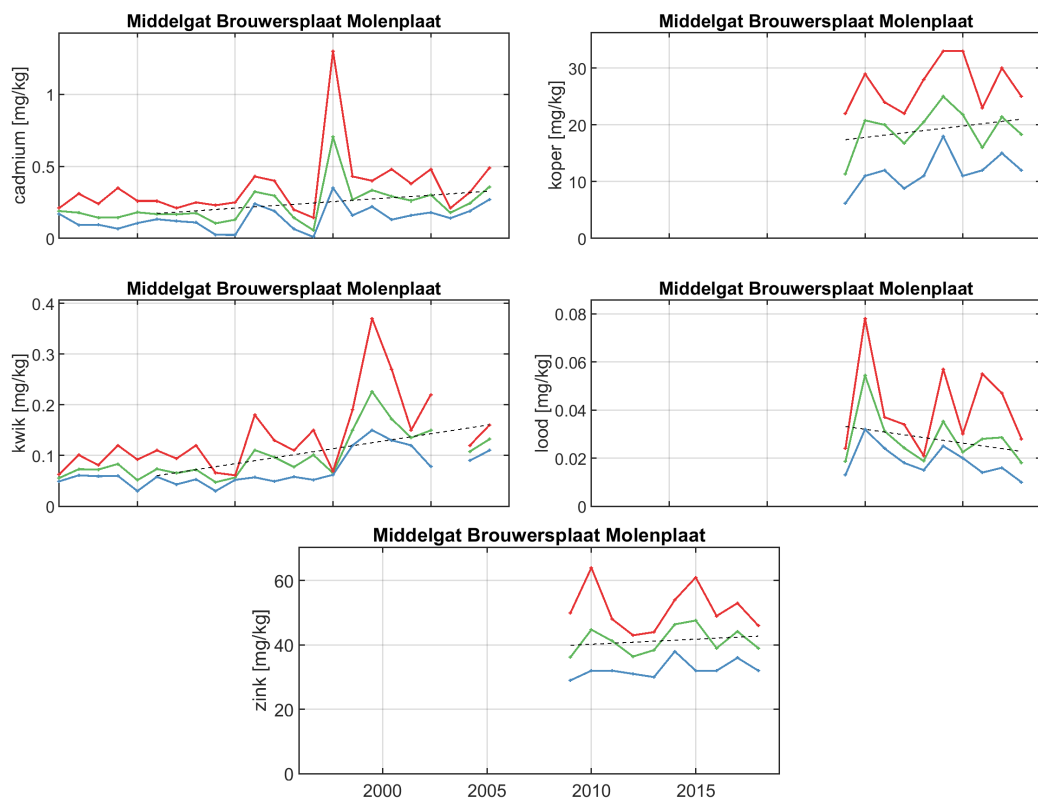 Middelgat Brouwersplaat Molenplaat
cadmium [mg/kg]
1
0.5
0
Middelgat Brouwersplaat Molenplaat
koper [mg/kg]
30
20
10
0
Middelgat Brouwersplaat Molenplaat
kwik [mg/kg]
0.4
0.3
0.2
0.1
0
Middelgat Brouwersplaat Molenplaat
lood [mg/kg]
0.08
0.06
0.04
0.02
0
Middelgat Brouwersplaat Molenplaat
zink [mg/kg]
60
40
20
0
2000 2005 2010 2015